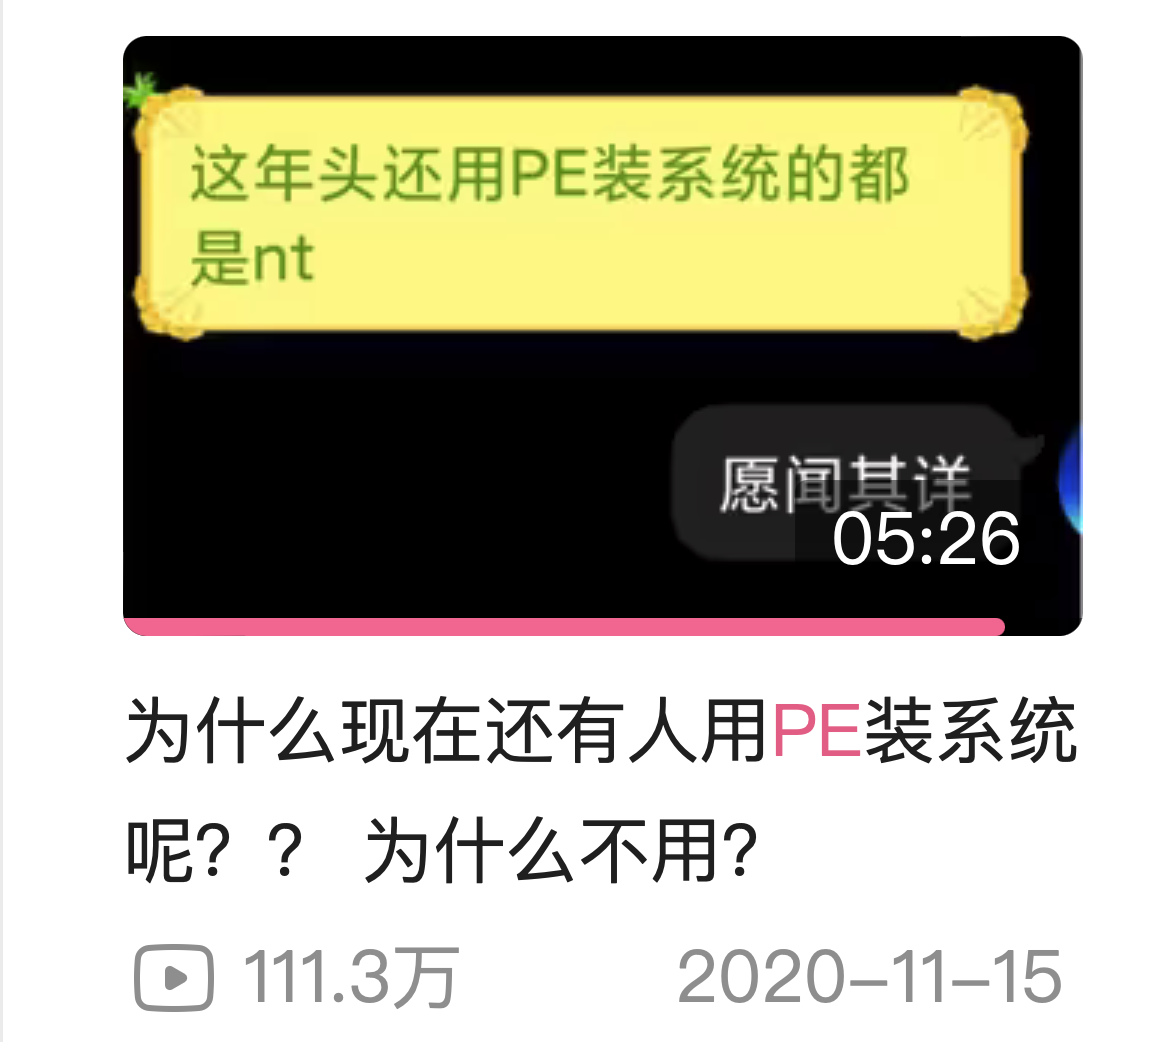 这年头还用PE装系统的都
是nt
愿闻其详
05:26
为什么现在还有人用PE装系统
呢？？ 为什么不用？
111.3万
2020-11-15